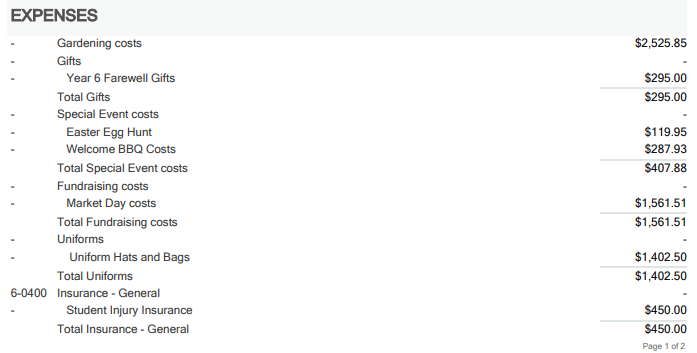 EXPENSES
- Gardening costs $2,525.85
- Gifts -
- Year 6 Farewell Gifts $295.00
Total Gifts $295.00
- Special Event costs -
- Easter Egg Hunt $119.95
- Welcome BBQ Costs $287.93
Total Special Event costs $407.88
- Fundraising costs -
- Market Day costs $1,561.51
Total Fundraising costs $1,561.51
- Uniforms -
- Uniform Hats and Bags $1,402.50
Total Uniforms $1,402.50
6-0400 Insurance - General -
- Student Injury Insurance $450.00
Total Insurance - General $450.00
Page 1 of 2